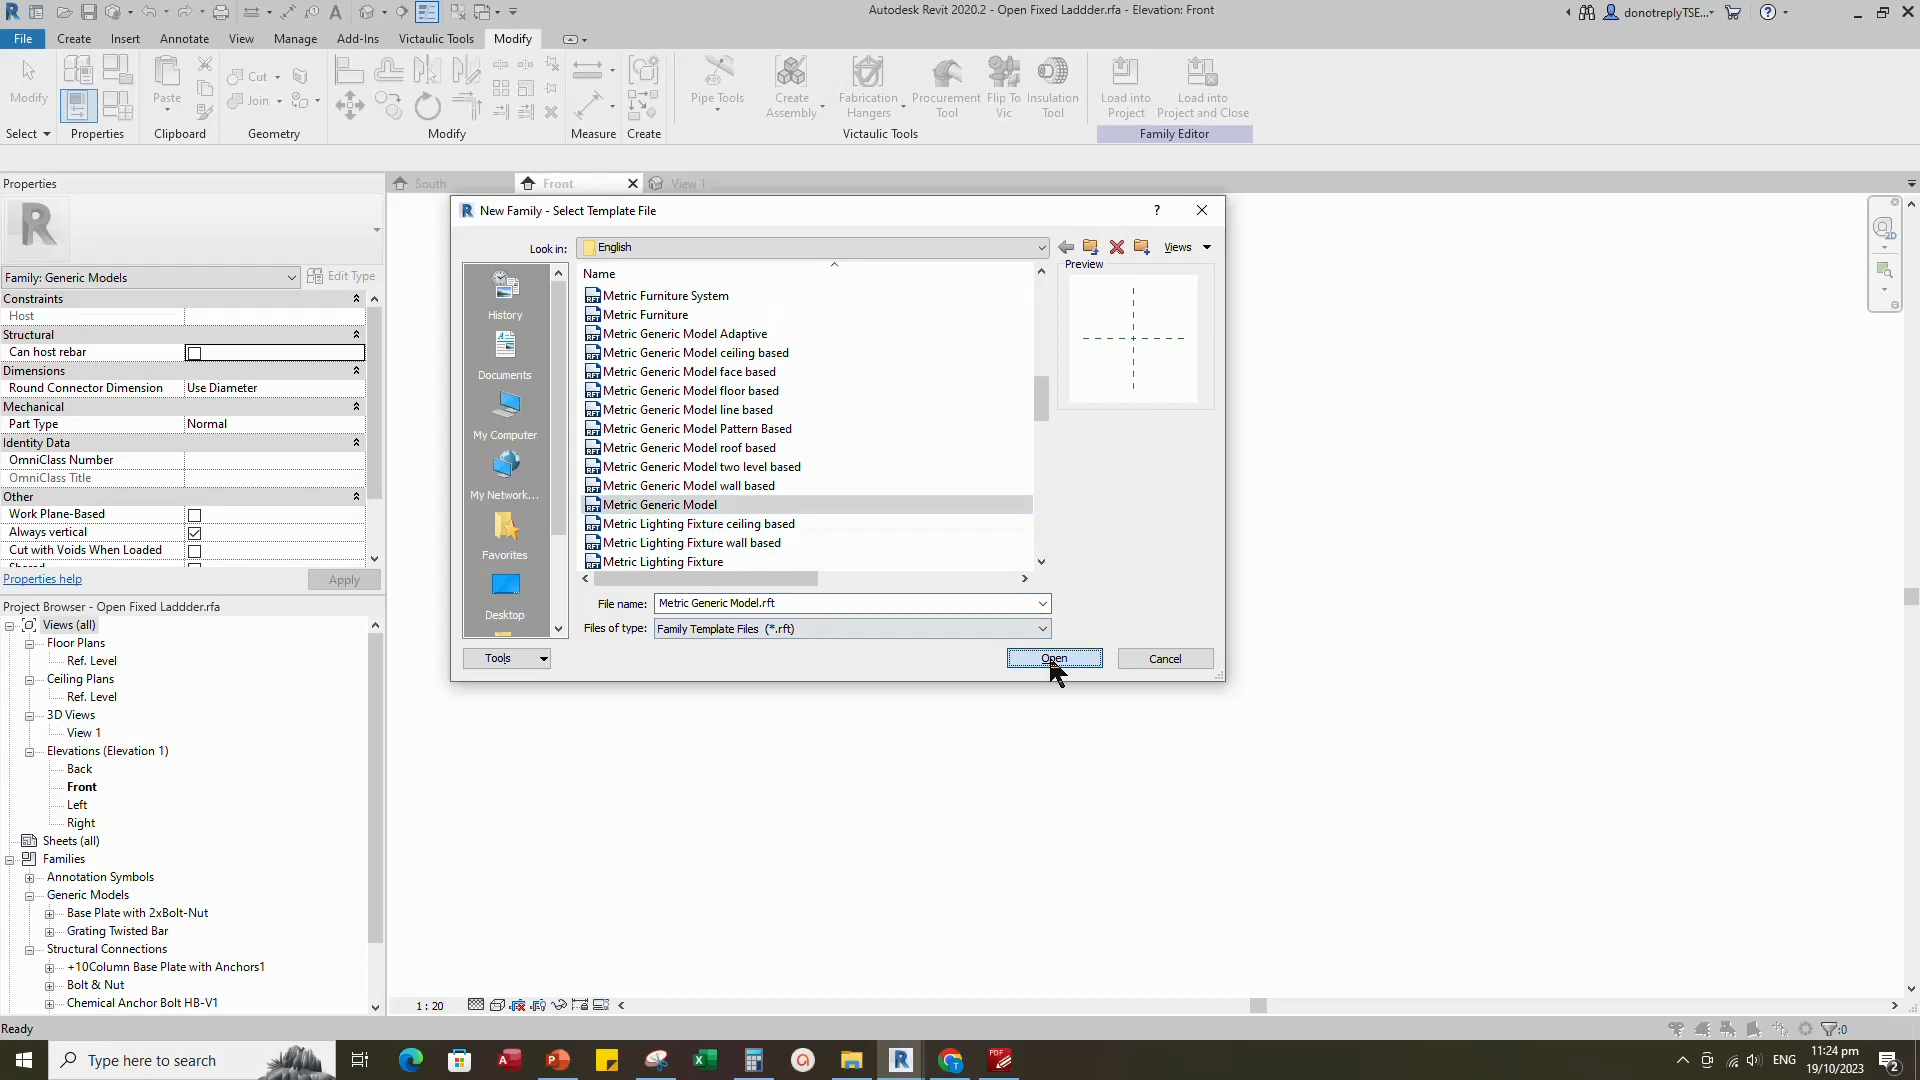 Autodesk Revit 2020.2 - Open Fixed Laddder.rfa - Elevation: Front
donotreplyTSE...
File Create Insert Annotate View Manage Add-Ins Victaulic Tools Modify
Modify
Paste
Cut
Join
Pipe Tools
Create Assembly
Fabrication Hangers
Procurement Tool
Flip To Vic
Insulation Tool
Load into Project
Load into Project and Close
Select Properties Clipboard Geometry Modify Measure Create Victaulic Tools Family Editor
Properties
South Front View 1
Family: Generic Models
Edit Type
Constraints
Host
Structural
Can host rebar
Dimensions
Round Connector Dimension Use Diameter
Mechanical
Part Type Normal
Identity Data
OmniClass Number
OmniClass Title
Other
Work Plane-Based
Always vertical
Cut with Voids When Loaded
Properties help
Apply
Project Browser - Open Fixed Laddder.rfa
Views (all)
Floor Plans
Ref. Level
Ceiling Plans
Ref. Level
3D Views
View 1
Elevations (Elevation 1)
Back
Front
Left
Right
Sheets (all)
Families
Annotation Symbols
Generic Models
Base Plate with 2xBolt-Nut
Grating Twisted Bar
Structural Connections
+10Column Base Plate with Anchors1
Bolt & Nut
Chemical Anchor Bolt HB-V1
New Family - Select Template File
?
Look in: English
Views
Preview
History
Documents
My Computer
My Network...
Favorites
Desktop
Name
Metric Furniture System
Metric Furniture
Metric Generic Model Adaptive
Metric Generic Model ceiling based
Metric Generic Model face based
Metric Generic Model floor based
Metric Generic Model line based
Metric Generic Model Pattern Based
Metric Generic Model roof based
Metric Generic Model two level based
Metric Generic Model wall based
Metric Generic Model
Metric Lighting Fixture ceiling based
Metric Lighting Fixture wall based
Metric Lighting Fixture
File name: Metric Generic Model.rft
Files of type: Family Template Files (*.rft)
Tools
Open
Cancel
1 : 20
Ready
:0
Type here to search
ENG
11:24 pm
19/10/2023
2